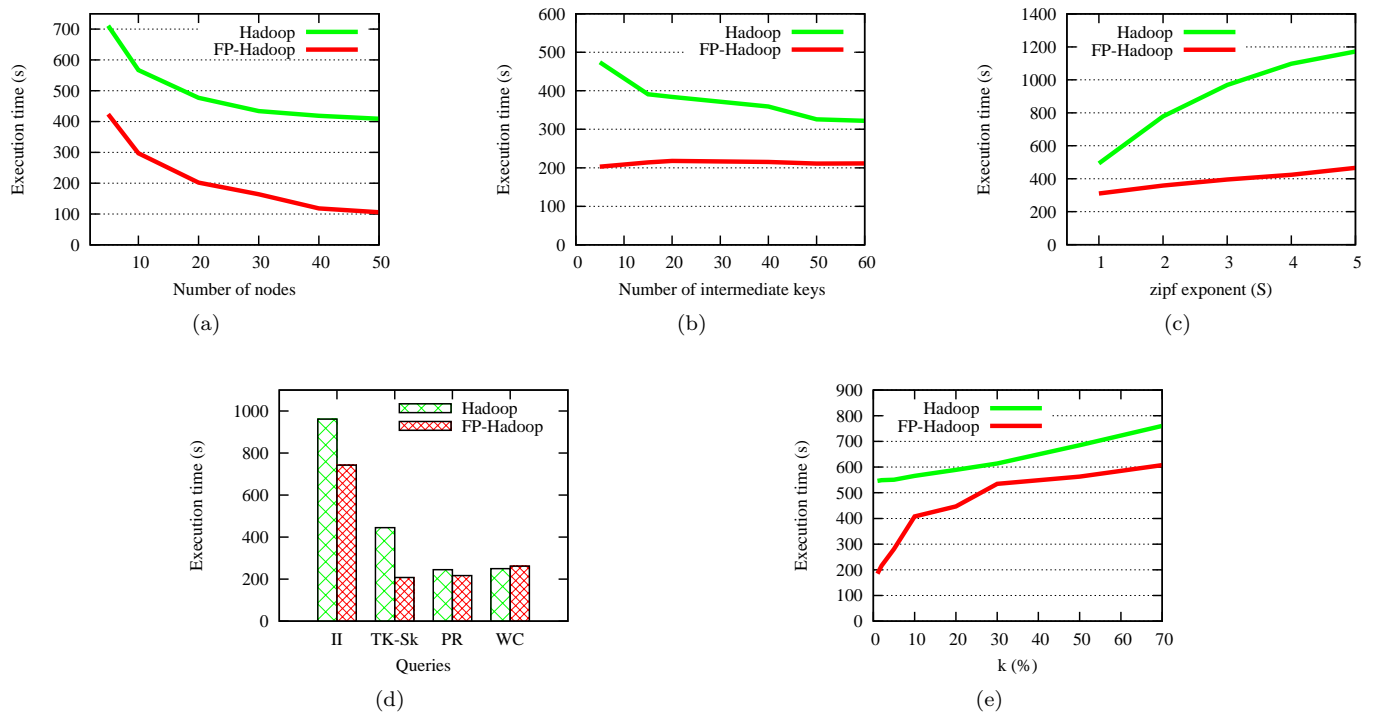 Execution time (s)
700
600
500
400
300
200
100
0
Hadoop
FP-Hadoop
10 20 30 40 50
Number of nodes
(a)
Execution time (s)
600
500
400
300
200
100
0
Hadoop
FP-Hadoop
0 10 20 30 40 50 60
Number of intermediate keys
(b)
Execution time (s)
1400
1200
1000
800
600
400
200
0
Hadoop
FP-Hadoop
1 2 3 4 5
zipf exponent (S)
(c)
Execution time (s)
1000
800
600
400
200
0
Hadoop
FP-Hadoop
II TK-Sk PR WC
Queries
(d)
Execution time (s)
900
800
700
600
500
400
300
200
100
0
Hadoop
FP-Hadoop
0 10 20 30 40 50 60 70
k (%)
(e)